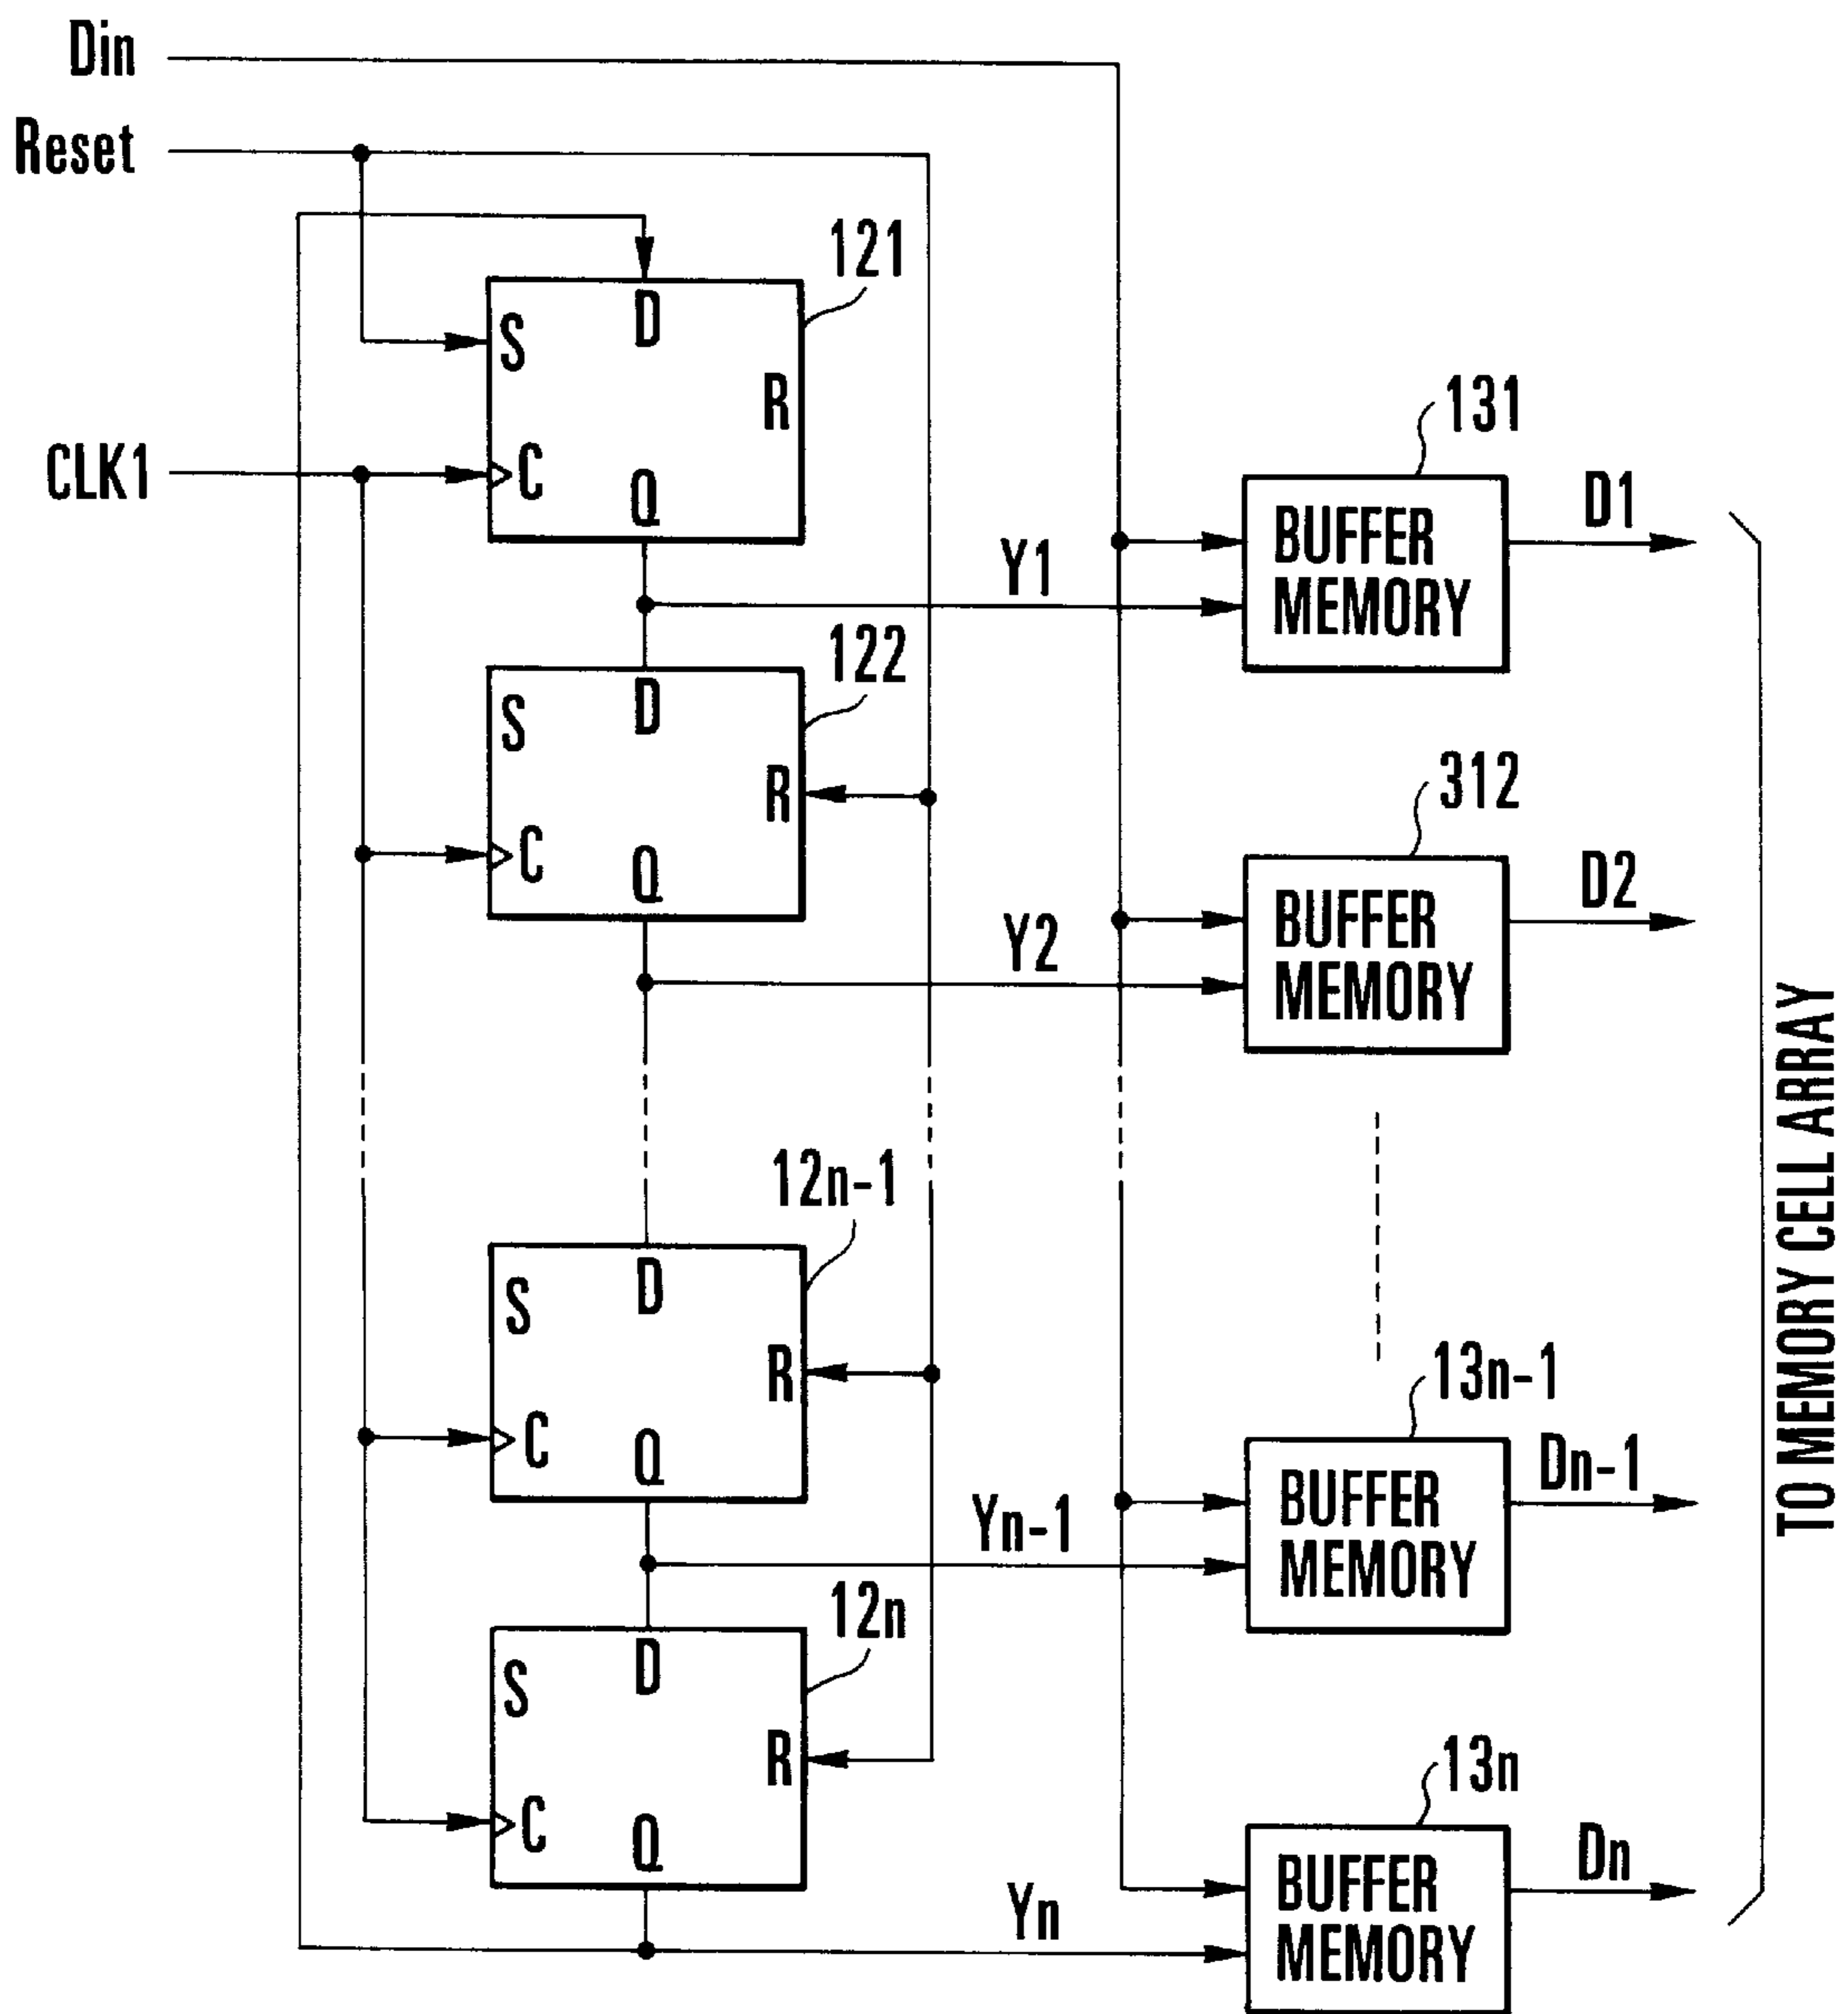 Din
Reset
121
D
S
R
131
CLK1
C
Q
D1
BUFFER
MEMORY
Y1
122
D
S
312
R
C
Q
D2
BUFFER
MEMORY
Y2
TO MEMORY CELL ARRAY
12n-1
D
S
13n-1
R
C
Q
Dn-1
BUFFER
MEMORY
Yn-1
12n
D
S
13n
R
C
Q
Dn
BUFFER
MEMORY
Yn